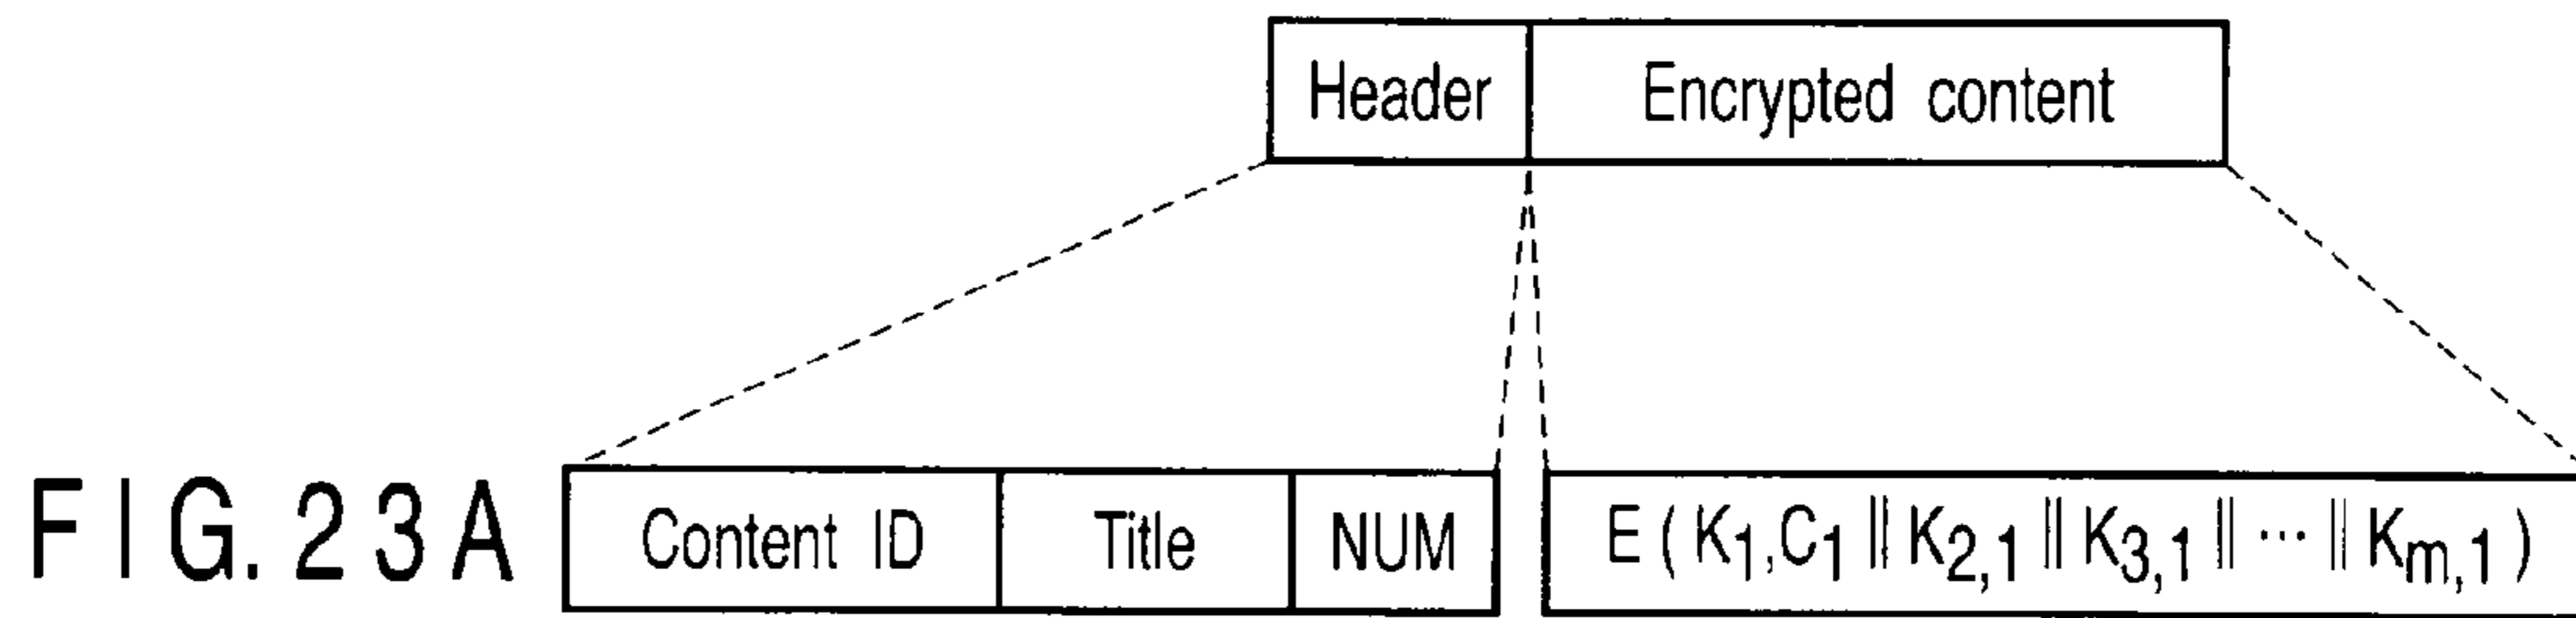 Header Encrypted content
FIG.23A Content ID Title NUM E ( K1,C1 || K2,1 || K3,1 || ··· || Km,1 )